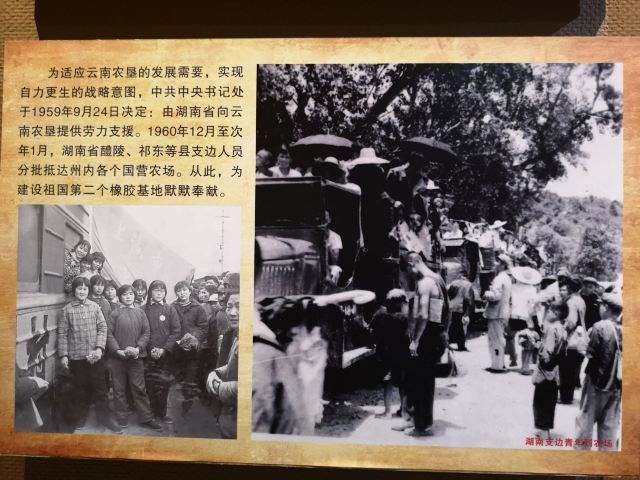 为适应云南农垦的发展需要，实现
自力更生的战略意图，中共中央书记处
于1959年9月24日决定：由湖南省向云
南农垦提供劳力支援。1960年12月至次
年1月，湖南省醴陵、祁东等县支边人员
分批抵达州内各个国营农场。从此，为
建设祖国第二个橡胶基地默默奉献。
湖南支边青年到农场